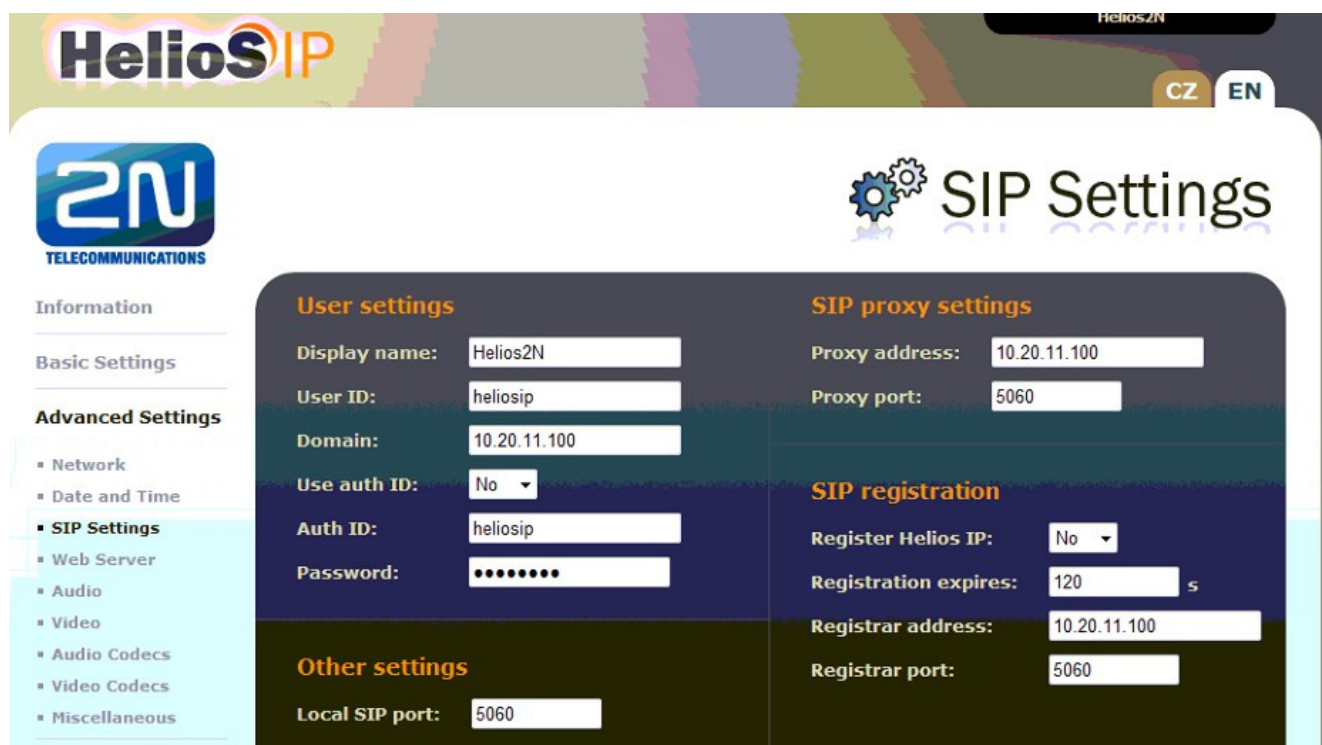 Helios2N
HelioS IP
CZ EN
2N
TELECOMMUNICATIONS
SIP Settings
Information
Basic Settings
Advanced Settings
Network
Date and Time
SIP Settings
Web Server
Audio
Video
Audio Codecs
Video Codecs
Miscellaneous
User settings
Display name: Helios2N
User ID: heliosip
Domain: 10.20.11.100
Use auth ID: No
Auth ID: heliosip
Password: ••••••••
Other settings
Local SIP port: 5060
SIP proxy settings
Proxy address: 10.20.11.100
Proxy port: 5060
SIP registration
Register Helios IP: No
Registration expires: 120 s
Registrar address: 10.20.11.100
Registrar port: 5060